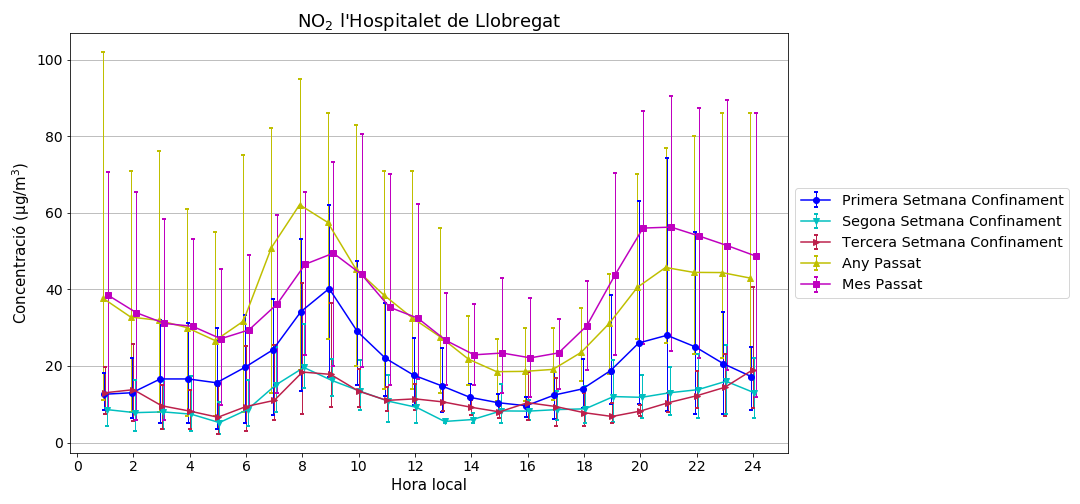 NO₂ l'Hospitalet de Llobregat
Concentració (µg/m³)
100
80
60
40
20
0
0 2 4 6 8 10 12 14 16 18 20 22 24
Hora local
Primera Setmana Confinament
Segona Setmana Confinament
Tercera Setmana Confinament
Any Passat
Mes Passat